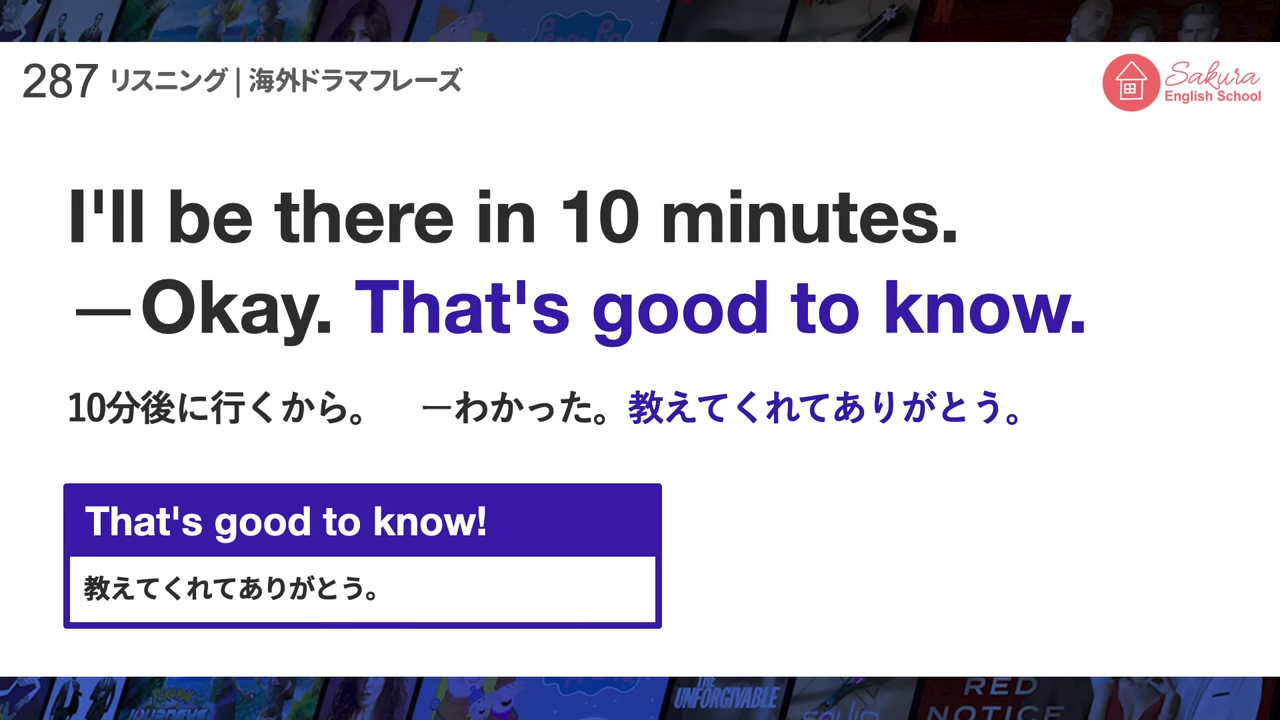 287 リスニング | 海外ドラマフレーズ
Sakura
English School
I'll be there in 10 minutes.
—Okay. That's good to know.
10分後に行くから。 —わかった。教えてくれてありがとう。
That's good to know!
教えてくれてありがとう。
POKÉMON
JOURNEYS
THE
UNFORGIVABLE
RED
NOTICE